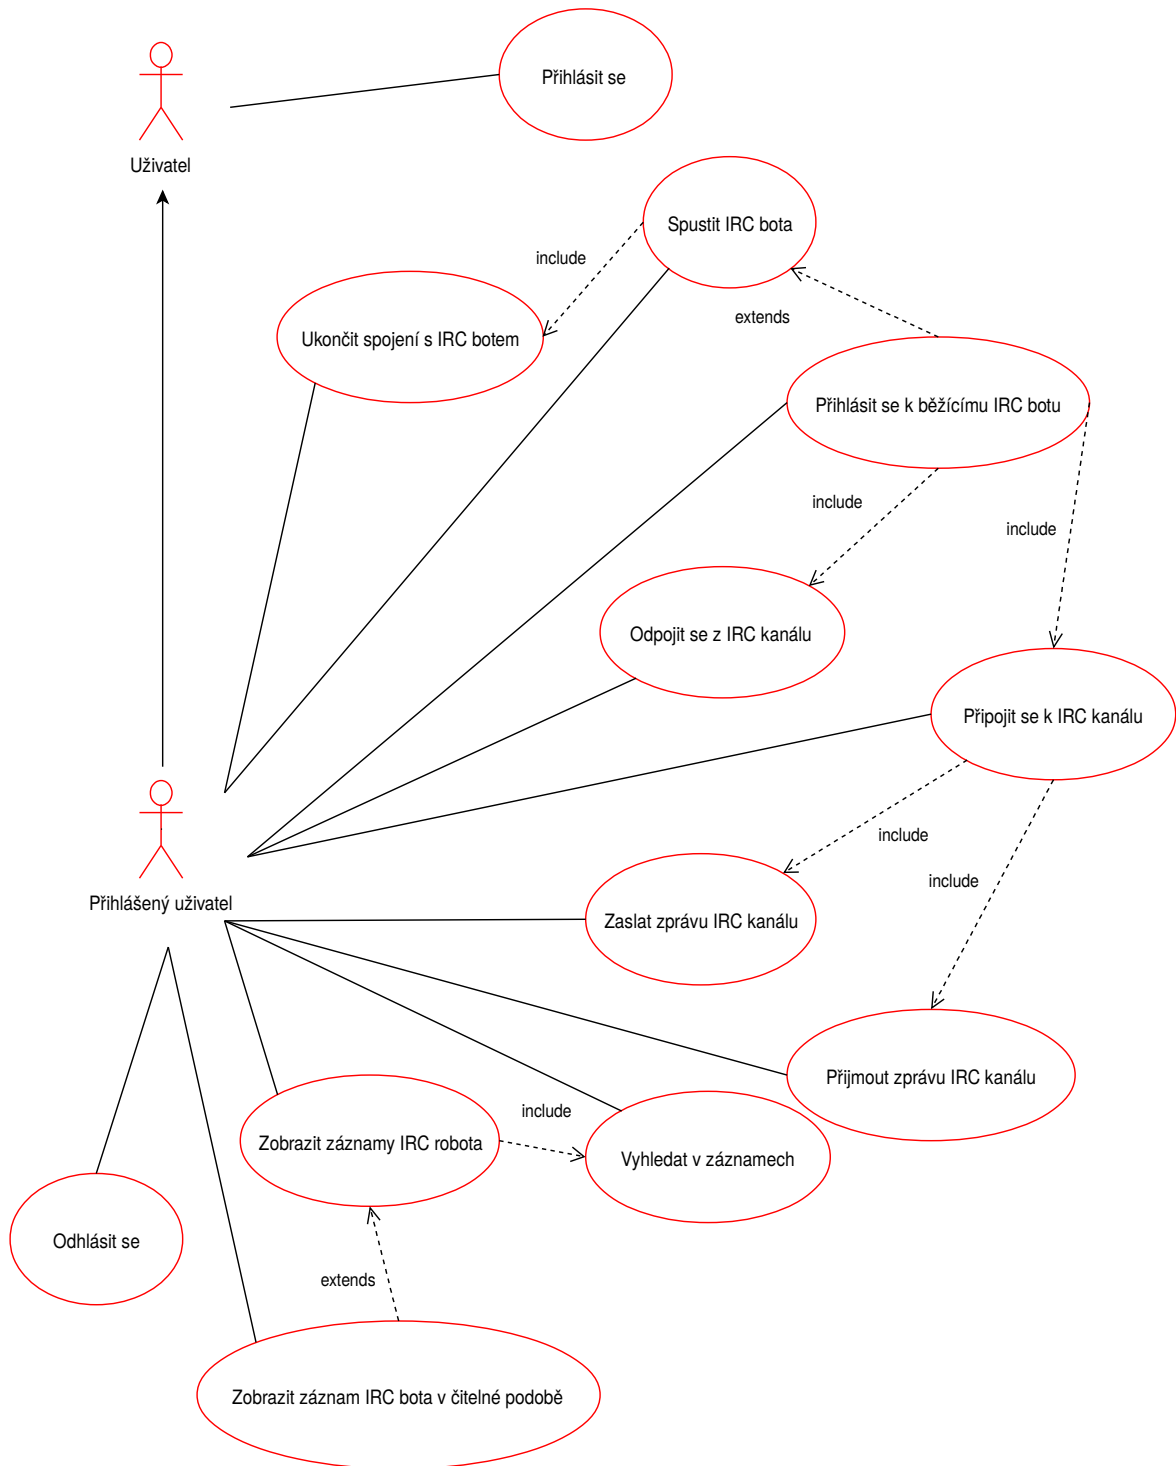 Přihlásit se
Uživatel
Spustit IRC bota
include
extends
Ukončit spojení s IRC botem
Přihlásit se k běžícímu IRC botu
include
include
Odpojit se z IRC kanálu
Připojit se k IRC kanálu
include
include
Přihlášený uživatel
Zaslat zprávu IRC kanálu
Přijmout zprávu IRC kanálu
include
Zobrazit záznamy IRC robota
Vyhledat v záznamech
Odhlásit se
extends
Zobrazit záznam IRC bota v čitelné podobě